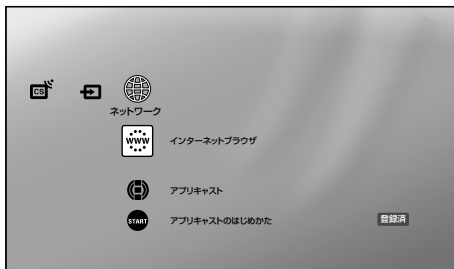 CS
ネットワーク
www
インターネットブラウザ
アプリキャスト
START
アプリキャストのはじめかた
登録済